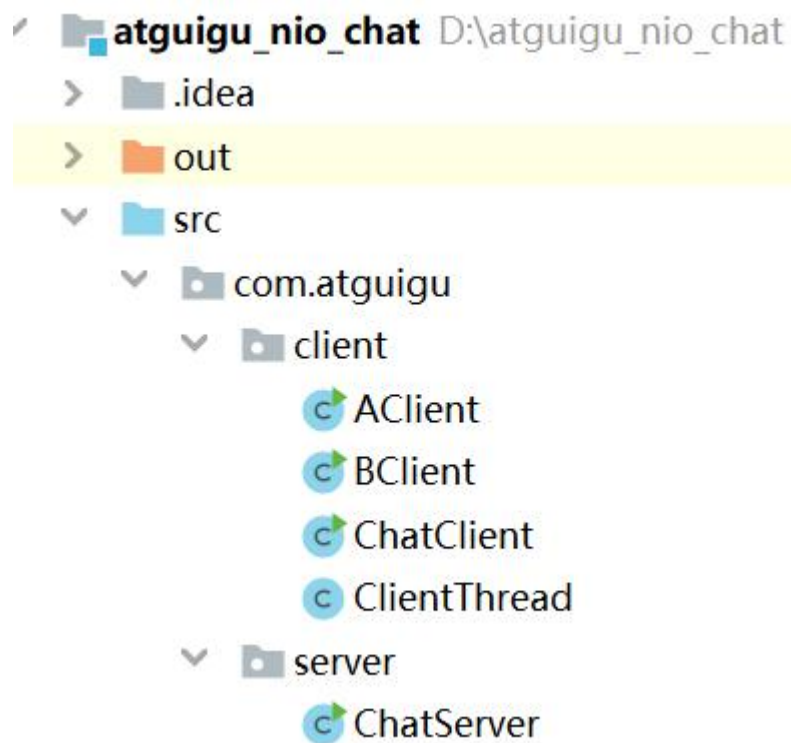 atguigu_nio_chat D:\atguigu_nio_chat
.idea
out
src
com.atguigu
client
C AClient
C BClient
C ChatClient
C ClientThread
server
C ChatServer